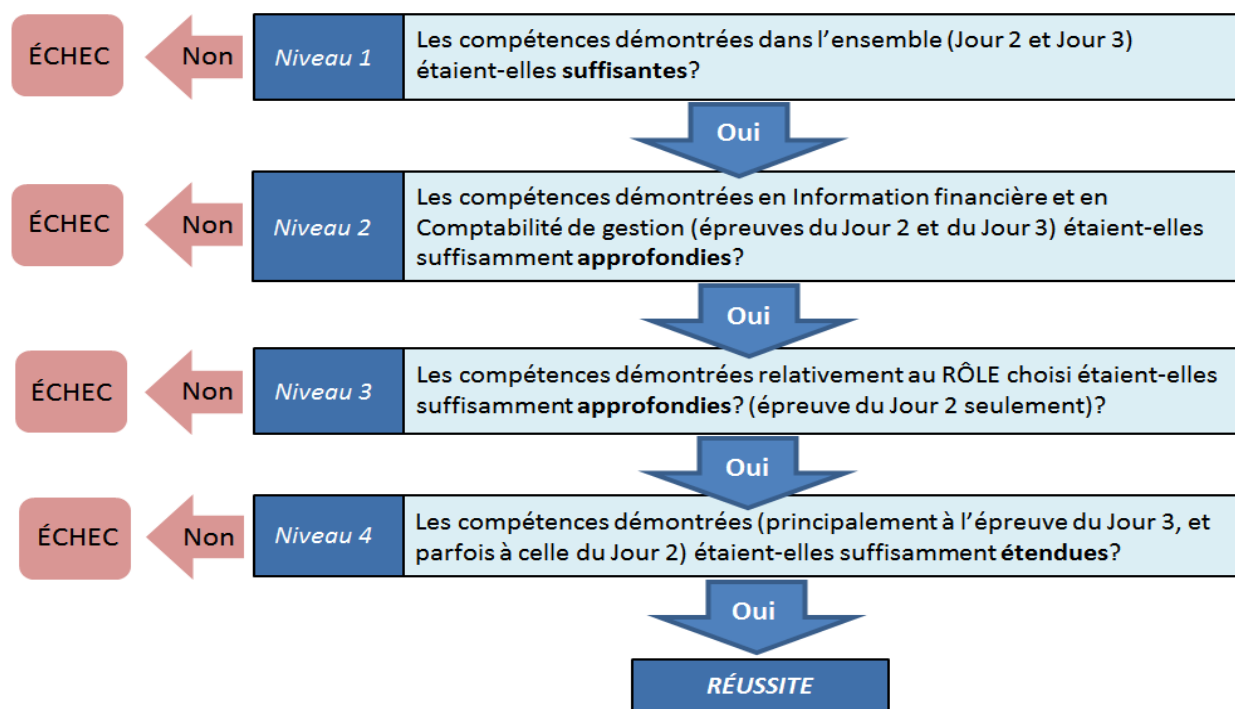 ÉCHEC
Non
Niveau 1
Les compétences démontrées dans l'ensemble (Jour 2 et Jour 3)
étaient-elles suffisantes?
Oui
ÉCHEC
Non
Niveau 2
Les compétences démontrées en Information financière et en
Comptabilité de gestion (épreuves du Jour 2 et du Jour 3) étaient-elles
suffisamment approfondies?
Oui
ÉCHEC
Non
Niveau 3
Les compétences démontrées relativement au RÔLE choisi étaient-elles
suffisamment approfondies? (épreuve du Jour 2 seulement)?
Oui
ÉCHEC
Non
Niveau 4
Les compétences démontrées (principalement à l'épreuve du Jour 3, et
parfois à celle du Jour 2) étaient-elles suffisamment étendues?
Oui
RÉUSSITE